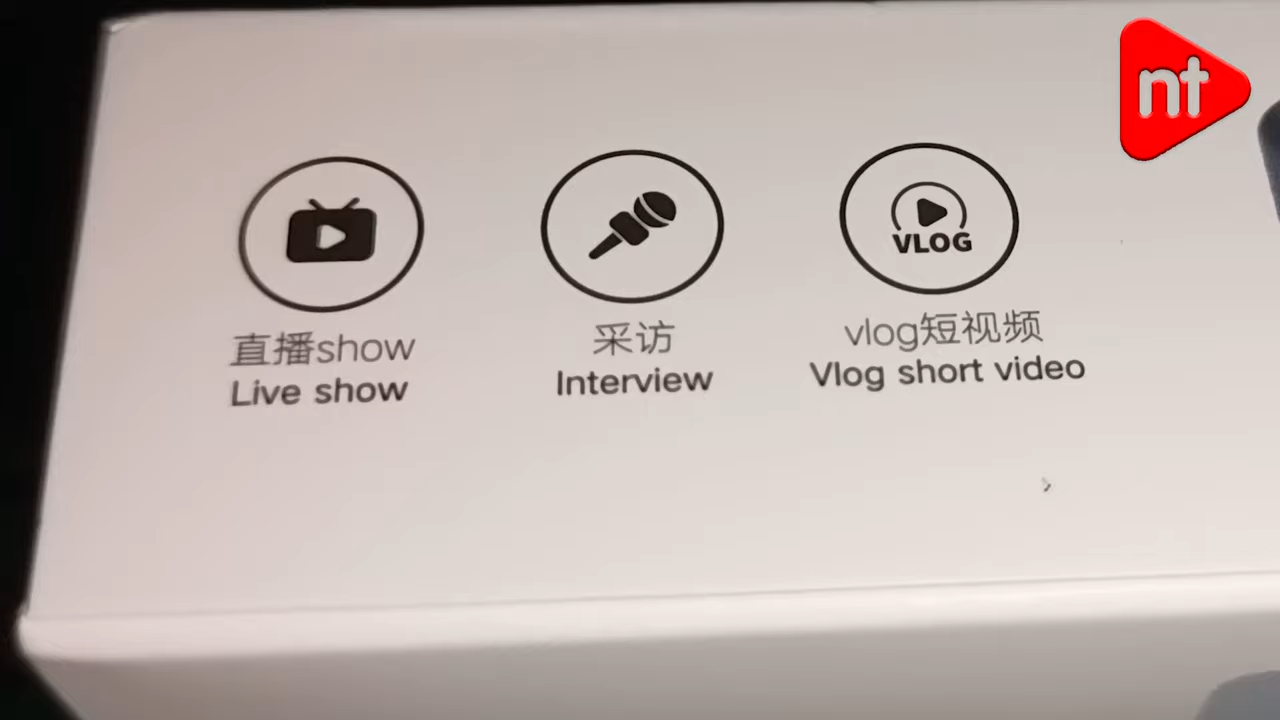 nt
VLOG
直播show
Live show
采访
Interview
vlog短视频
Vlog short video